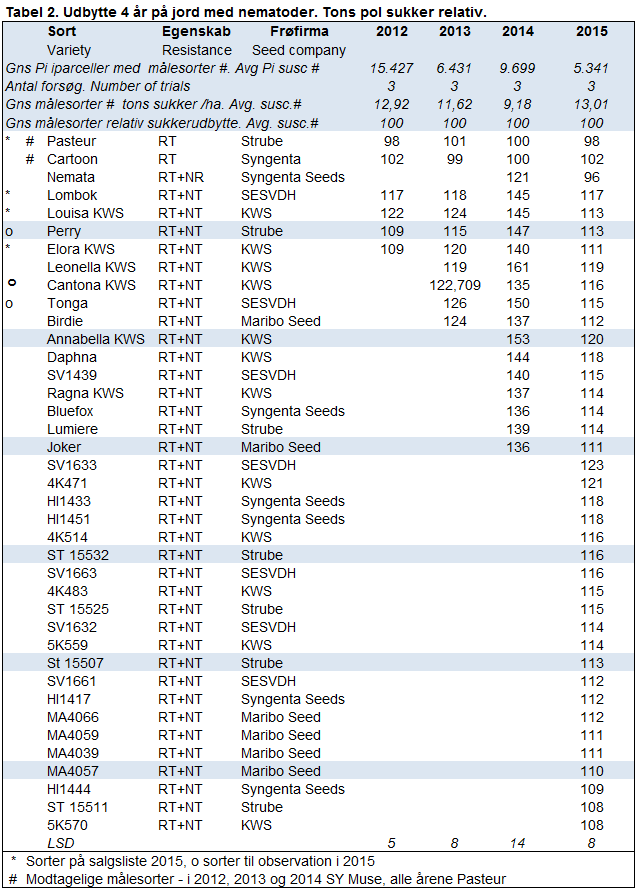 Tabel 2. Udbytte 4 år på jord med nematoder. Tons pol sukker relativ.
Sort Egenskab Frøfirma 2012 2013 2014 2015
Variety Resistance Seed company
Gns Pi iparceller med målesorter #. Avg Pi susc # 15.427 6.431 9.699 5.341
Antal forsøg. Number of trials 3 3 3 3
Gns målesorter # tons sukker /ha. Avg. susc.# 12,92 11,62 9,18 13,01
Gns målesorter relativ sukkerudbytte. Avg. susc.# 100 100 100 100
* # Pasteur RT Strube 98 101 100 98
# Cartoon RT Syngenta 102 99 100 102
Nemata RT+NR Syngenta Seeds 121 96
* Lombok RT+NT SESVDH 117 118 145 117
* Louisa KWS RT+NT KWS 122 124 145 113
o Perry RT+NT Strube 109 115 147 113
* Elora KWS RT+NT KWS 109 120 140 111
Leonella KWS RT+NT KWS 119 161 119
o Cantona KWS RT+NT KWS 122,709 135 116
o Tonga RT+NT SESVDH 126 150 115
Birdie RT+NT Maribo Seed 124 137 112
Annabella KWS RT+NT KWS 153 120
Daphna RT+NT KWS 144 118
SV1439 RT+NT SESVDH 140 115
Ragna KWS RT+NT KWS 137 114
Bluefox RT+NT Syngenta Seeds 136 114
Lumiere RT+NT Strube 139 114
Joker RT+NT Maribo Seed 136 111
SV1633 RT+NT SESVDH 123
4K471 RT+NT KWS 121
HI1433 RT+NT Syngenta Seeds 118
HI1451 RT+NT Syngenta Seeds 118
4K514 RT+NT KWS 116
ST 15532 RT+NT Strube 116
SV1663 RT+NT SESVDH 116
4K483 RT+NT KWS 115
ST 15525 RT+NT Strube 115
SV1632 RT+NT SESVDH 114
5K559 RT+NT KWS 114
St 15507 RT+NT Strube 113
SV1661 RT+NT SESVDH 112
HI1417 RT+NT Syngenta Seeds 112
MA4066 RT+NT Maribo Seed 112
MA4059 RT+NT Maribo Seed 111
MA4039 RT+NT Maribo Seed 111
MA4057 RT+NT Maribo Seed 110
HI1444 RT+NT Syngenta Seeds 109
ST 15511 RT+NT Strube 108
5K570 RT+NT KWS 108
LSD 5 8 14 8
* Sorter på salgsliste 2015, o sorter til observation i 2015
# Modtagelige målesorter - i 2012, 2013 og 2014 SY Muse, alle årene Pasteur